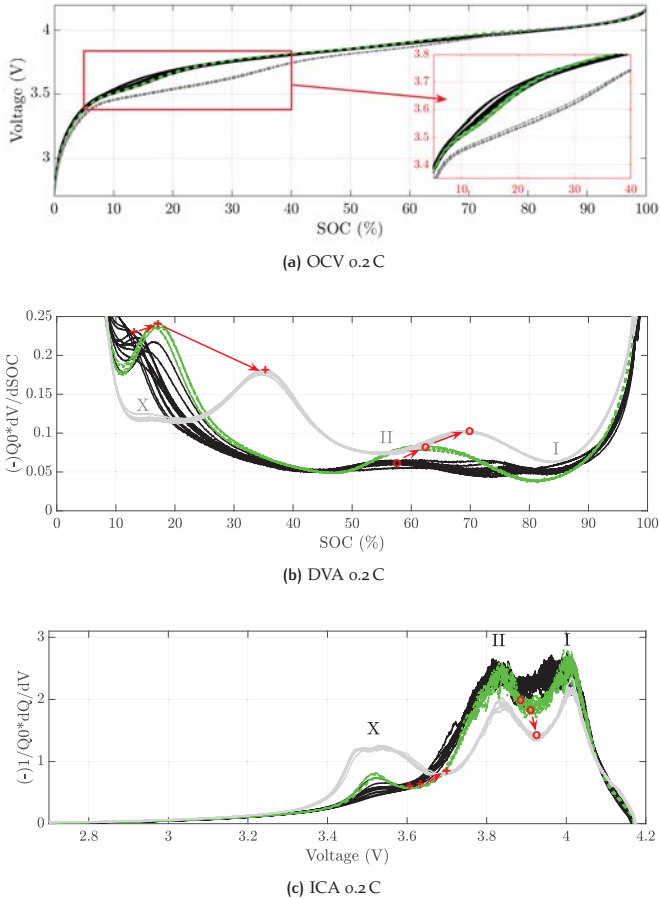 4
3.5
3
Voltage (V)
3.8
3.7
3.6
3.5
3.4
10 20 30 40
0 10 20 30 40 50 60 70 80 90 100
SOC (%)
(a) OCV 0.2 C
0.25
0.2
0.15
0.1
0.05
0
(-)Q0*dV/dSOC
X
II
I
0 10 20 30 40 50 60 70 80 90 100
SOC (%)
(b) DVA 0.2 C
3
2
1
0
(-)1/Q0*dQ/dV
II
I
X
2.8 3 3.2 3.4 3.6 3.8 4 4.2
Voltage (V)
(c) ICA 0.2 C